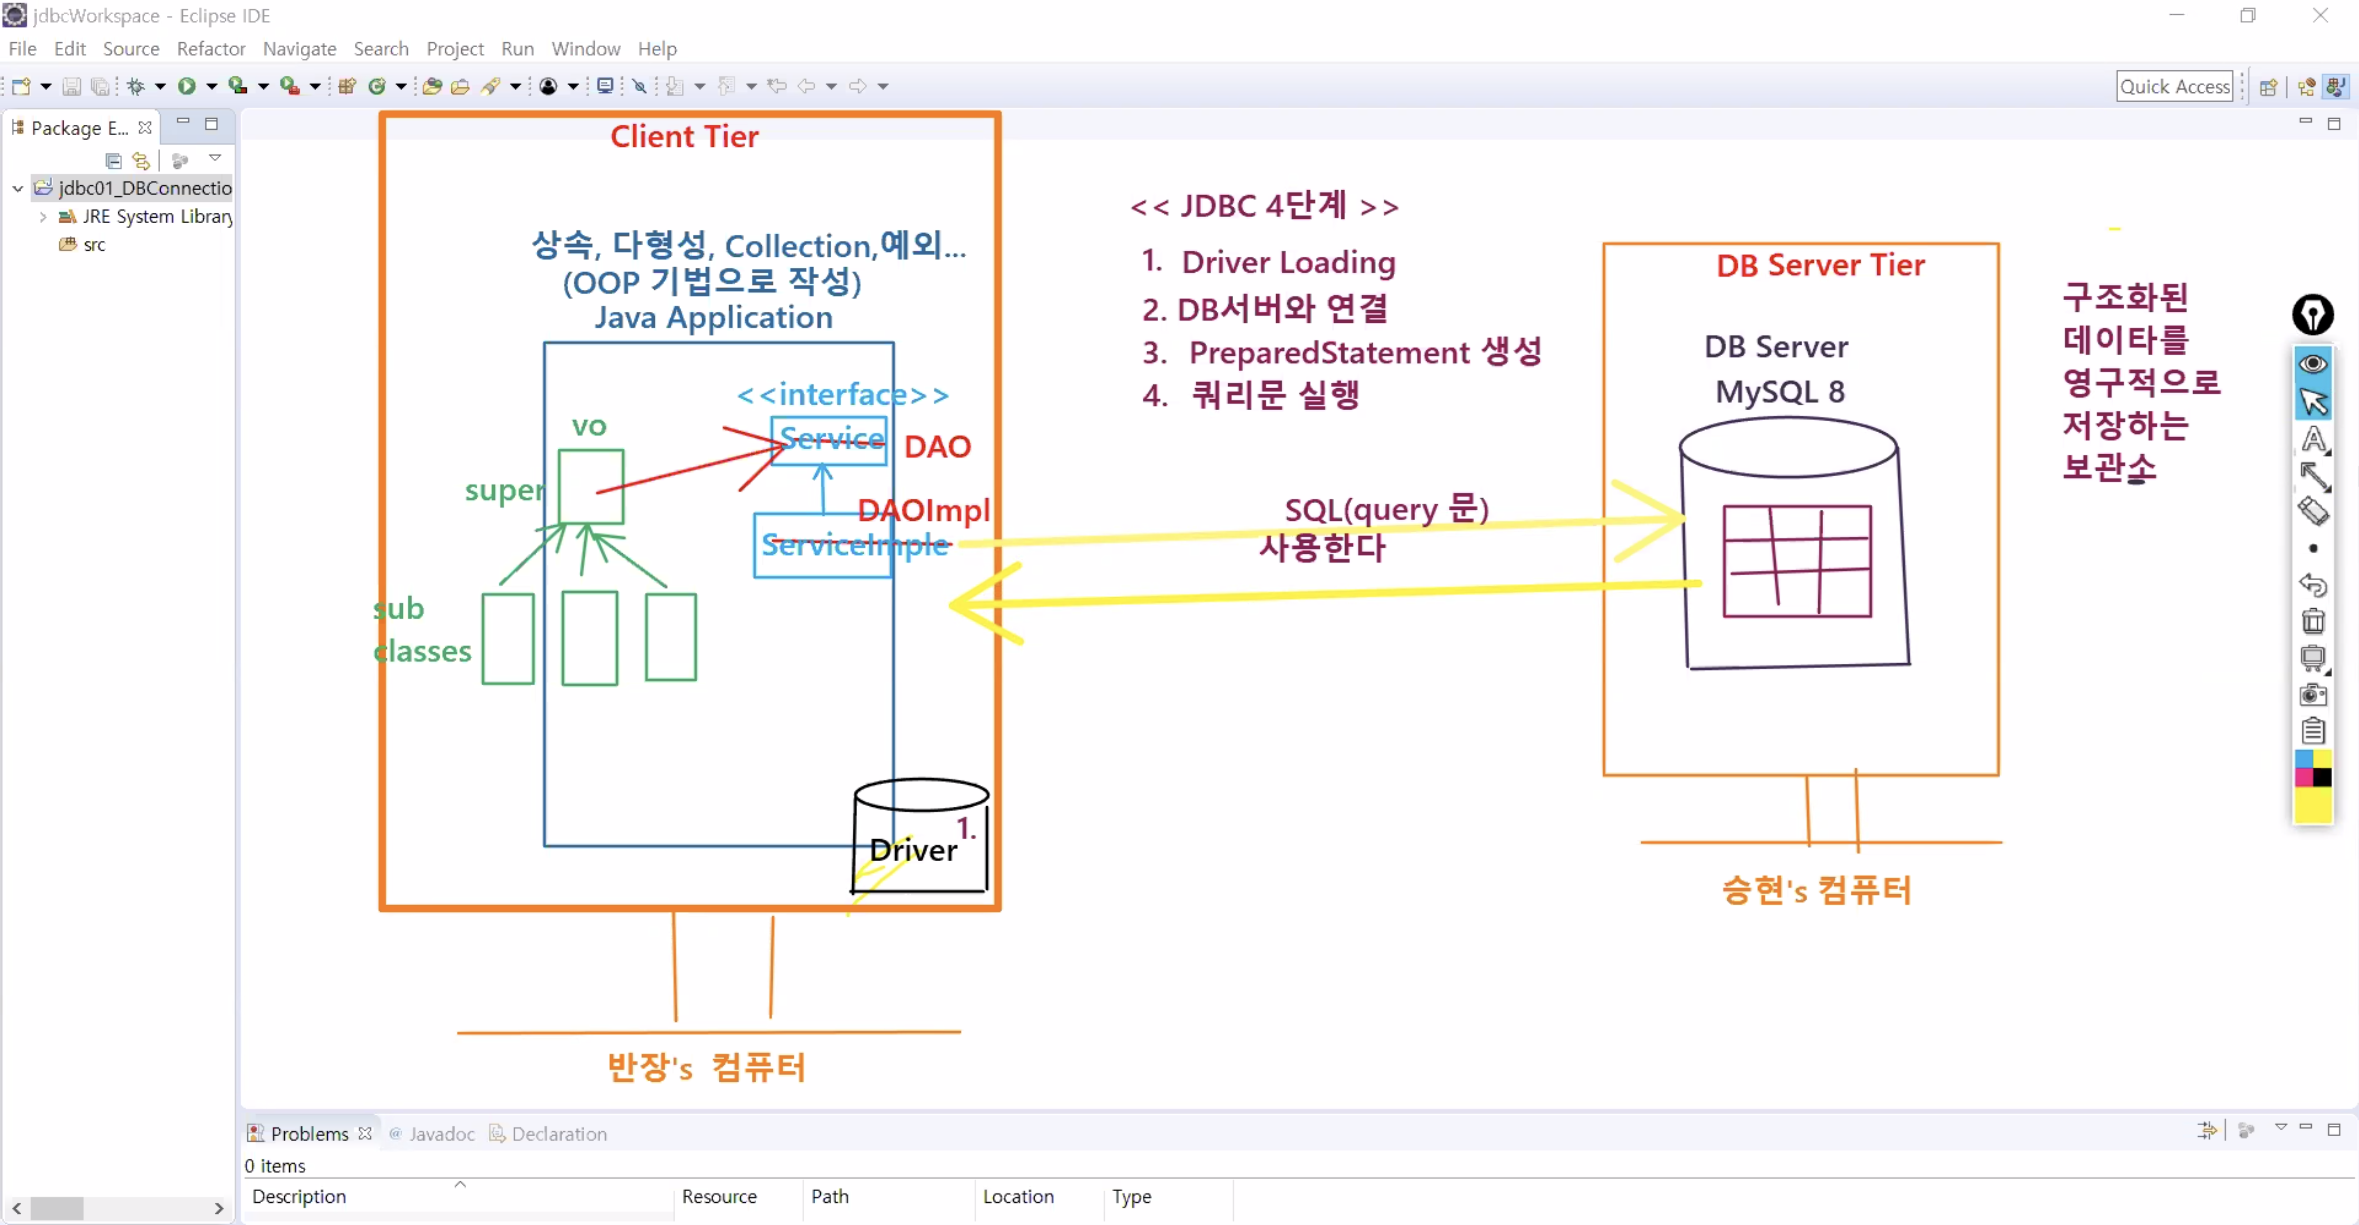 jdbcWorkspace - Eclipse IDE
File Edit Source Refactor Navigate Search Project Run Window Help
Quick Access
Package E...
jdbc01_DBConnectio
JRE System Library
src
Client Tier
상속, 다형성, Collection,예외...
(OOP 기법으로 작성)
Java Application
<<interface>>
vo
Service DAO
super
DAOImpl
ServiceImple
sub
classes
1.
Driver
반장's 컴퓨터
<< JDBC 4단계 >>
1. Driver Loading
2. DB서버와 연결
3. PreparedStatement 생성
4. 쿼리문 실행
SQL(query 문)
사용한다
DB Server Tier
DB Server
MySQL 8
승현's 컴퓨터
구조화된
데이타를
영구적으로
저장하는
보관소
Problems @ Javadoc Declaration
0 items
Description Resource Path Location Type